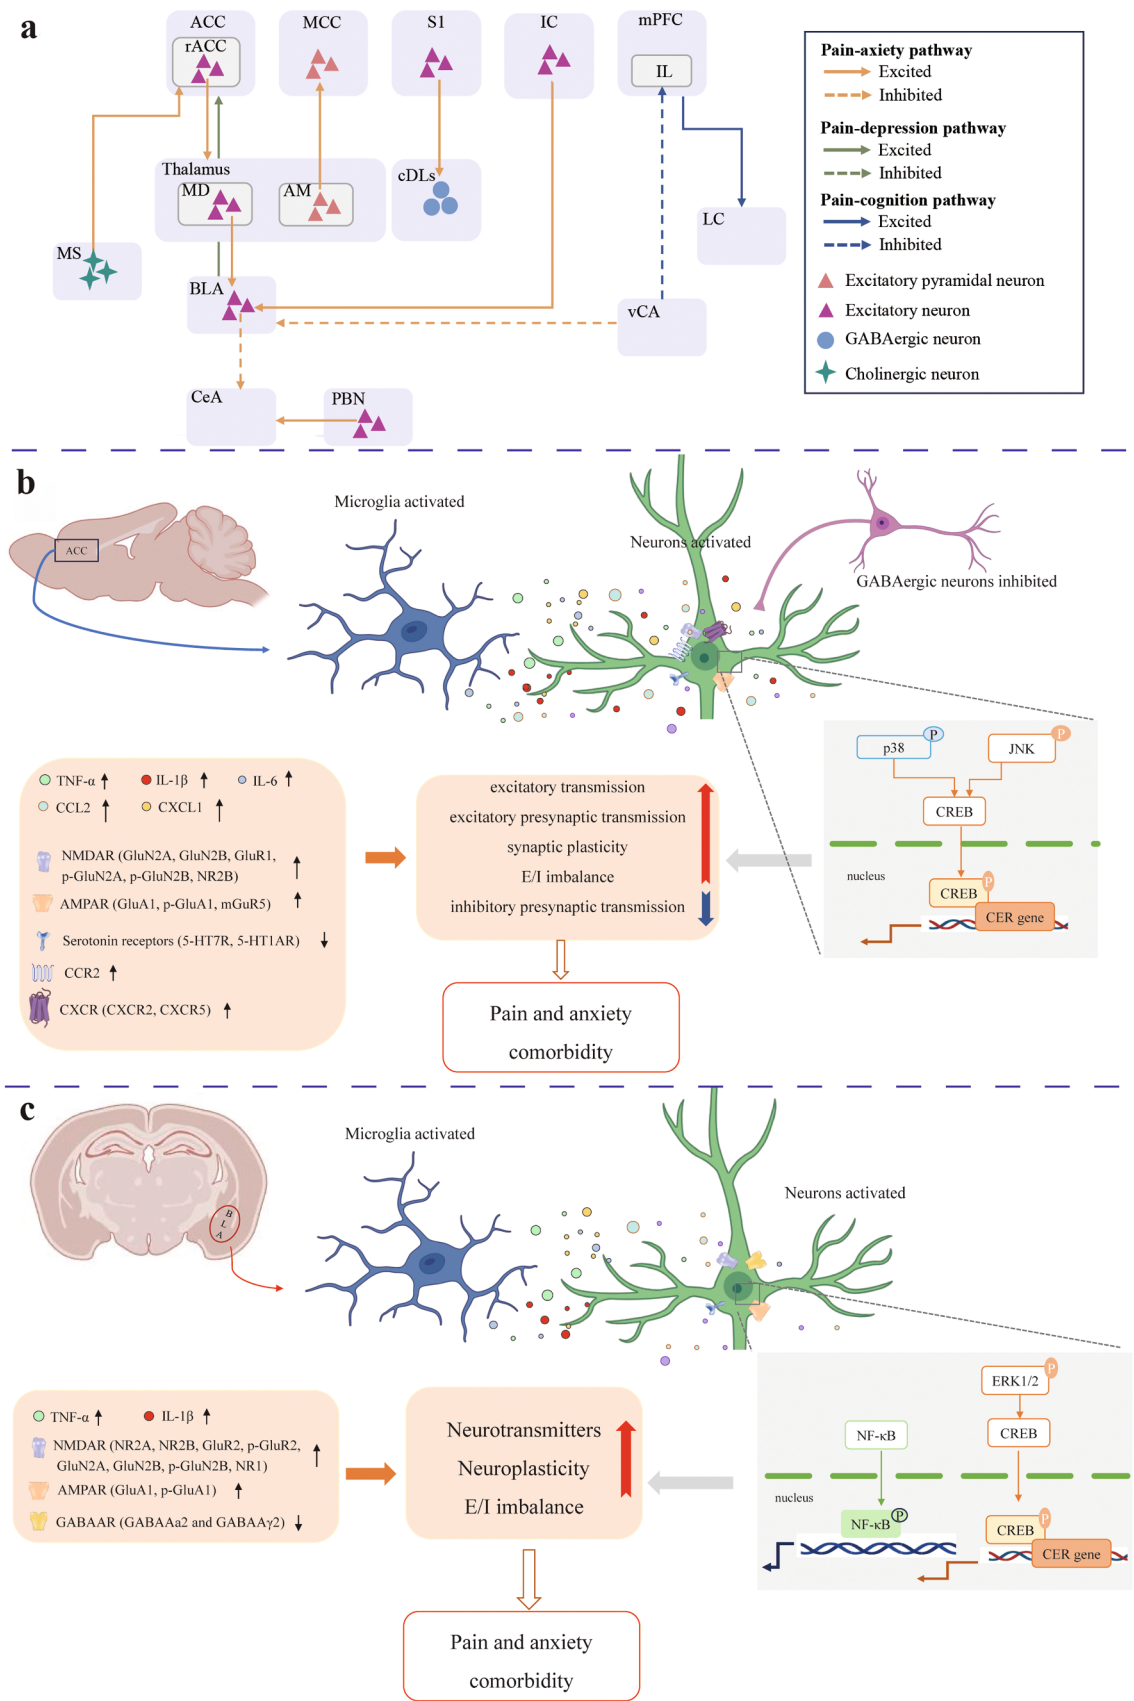 a
ACC
MCC
S1
IC
mPFC
rACC
IL
Thalamus
MD
AM
cDLs
LC
MS
BLA
vCA
CeA
PBN
Pain-axiety pathway
Excited
Inhibited
Pain-depression pathway
Excited
Inhibited
Pain-cognition pathway
Excited
Inhibited
Excitatory pyramidal neuron
Excitatory neuron
GABAergic neuron
Cholinergic neuron
b
Microglia activated
Neurons activated
GABAergic neurons inhibited
ACC
p38
P
JNK
P
CREB
nucleus
CREB
P
CER gene
TNF-α
IL-1β
IL-6
CCL2
CXCL1
NMDAR (GluN2A, GluN2B, GluR1,
p-GluN2A, p-GluN2B, NR2B)
AMPAR (GluA1, p-GluA1, mGuR5)
Serotonin receptors (5-HT7R, 5-HT1AR)
CCR2
CXCR (CXCR2, CXCR5)
excitatory transmission
excitatory presynaptic transmission
synaptic plasticity
E/I imbalance
inhibitory presynaptic transmission
Pain and anxiety
comorbidity
c
Microglia activated
Neurons activated
BLA
ERK1/2
P
NF-κB
CREB
nucleus
NF-κB
P
CREB
P
CER gene
TNF-α
IL-1β
NMDAR (NR2A, NR2B, GluR2, p-GluR2,
GluN2A, GluN2B, p-GluN2B, NR1)
AMPAR (GluA1, p-GluA1)
GABAAR (GABAAa2 and GABAAγ2)
Neurotransmitters
Neuroplasticity
E/I imbalance
Pain and anxiety
comorbidity